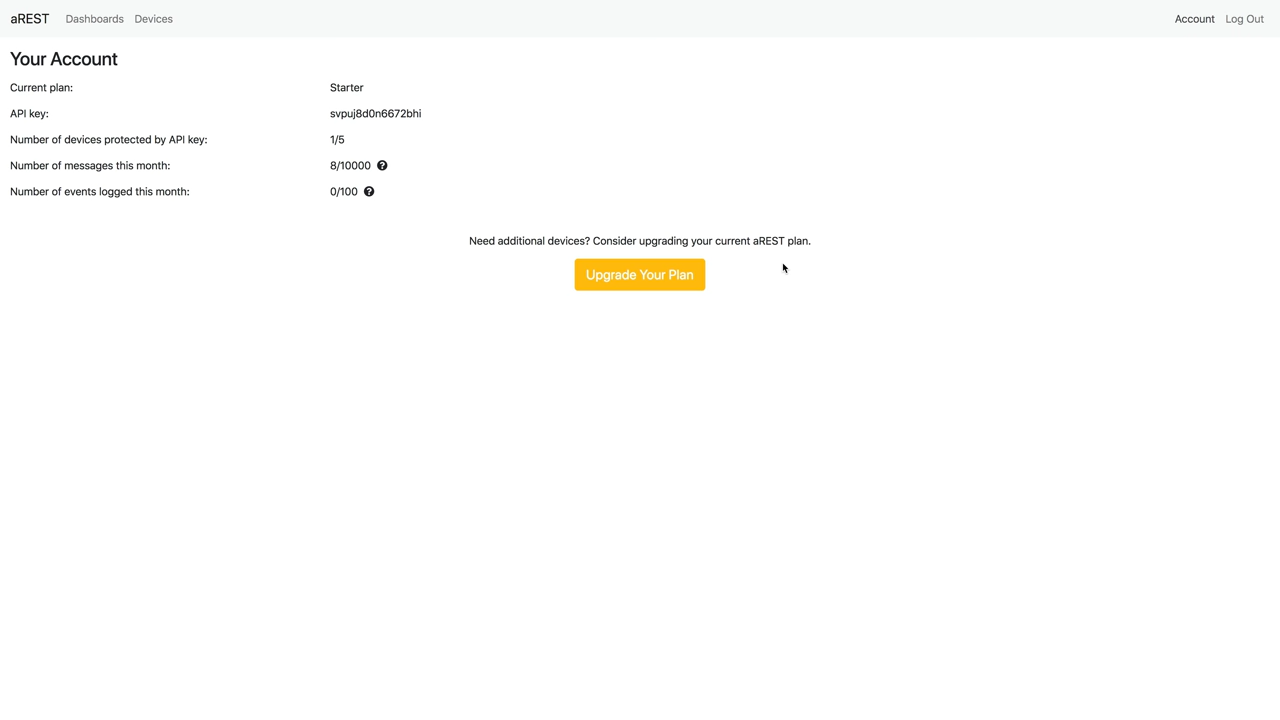 aREST Dashboards Devices Account Log Out
Your Account
Current plan: Starter
API key: svpuj8d0n6672bhi
Number of devices protected by API key: 1/5
Number of messages this month: 8/10000
Number of events logged this month: 0/100
Need additional devices? Consider upgrading your current aREST plan.
Upgrade Your Plan